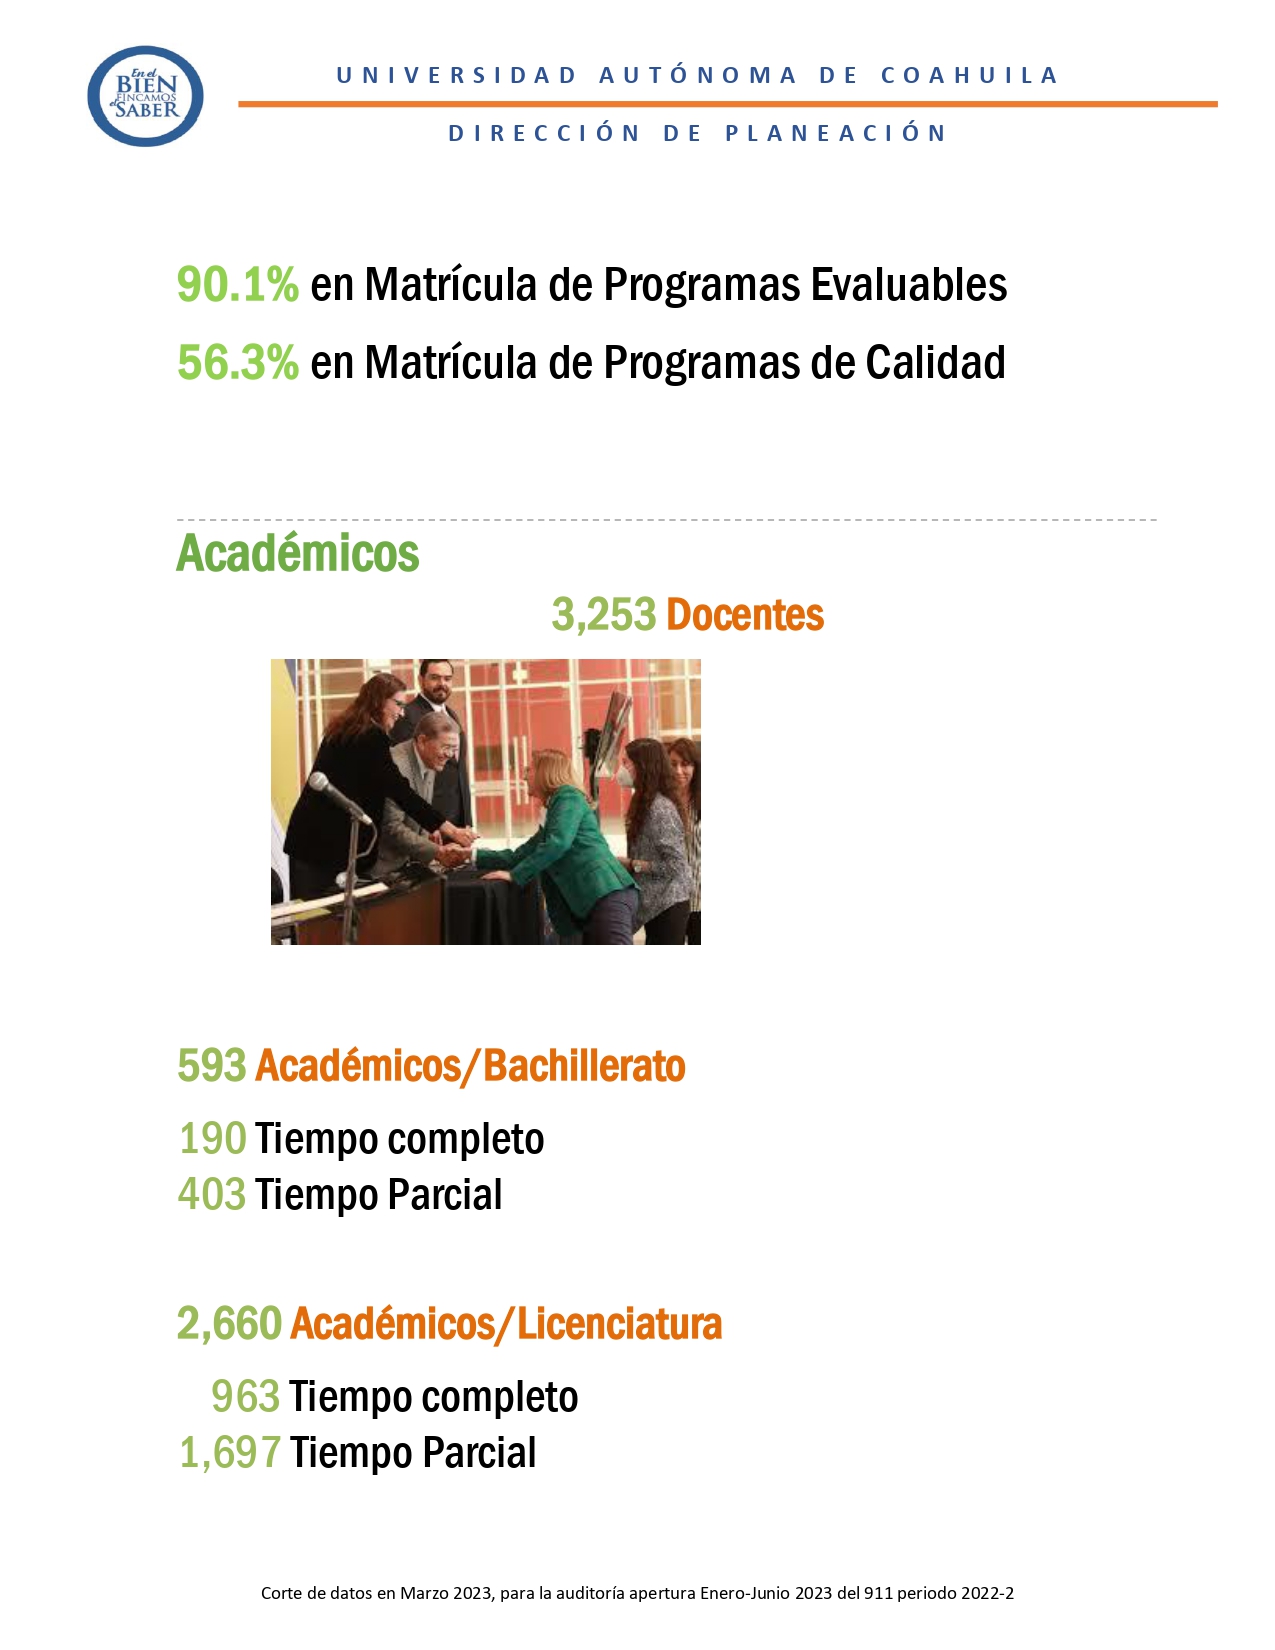 En el
BIEN
FINCAMOS
el SABER
UNIVERSIDAD AUTÓNOMA DE COAHUILA
DIRECCIÓN DE PLANEACIÓN
90.1% en Matrícula de Programas Evaluables
56.3% en Matrícula de Programas de Calidad
Académicos
3,253 Docentes
593 Académicos/Bachillerato
190 Tiempo completo
403 Tiempo Parcial
2,660 Académicos/Licenciatura
963 Tiempo completo
1,697 Tiempo Parcial
Corte de datos en Marzo 2023, para la auditoría apertura Enero-Junio 2023 del 911 periodo 2022-2